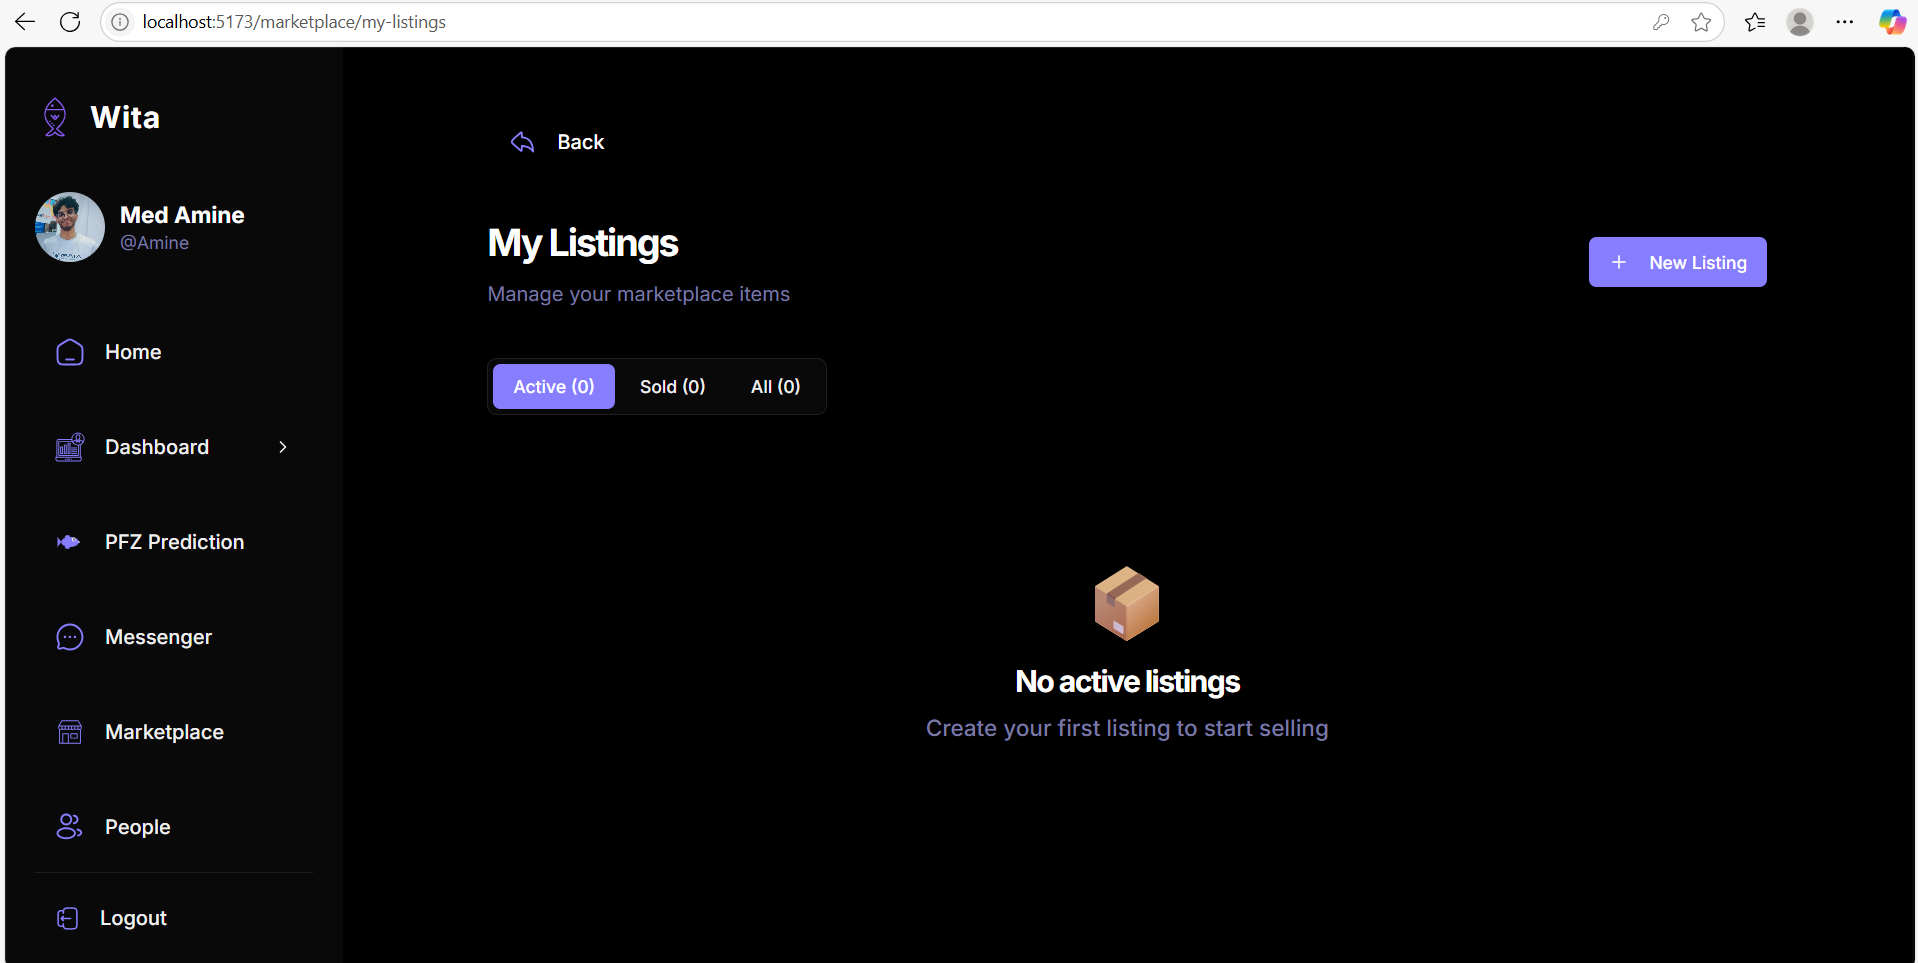 localhost:5173/marketplace/my-listings
Wita
Med Amine
@Amine
Home
Dashboard
PFZ Prediction
Messenger
Marketplace
People
Logout
Back
My Listings
Manage your marketplace items
+ New Listing
Active (0) Sold (0) All (0)
No active listings
Create your first listing to start selling